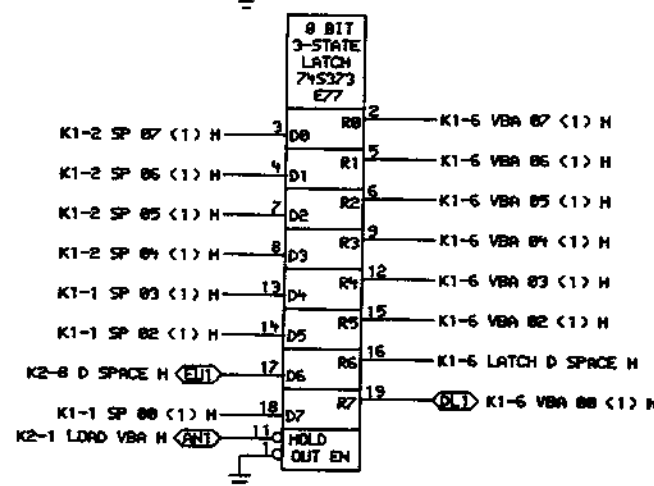 8 BIT
3-STATE
LATCH
74S373
E77
K1-2 SP 07 (1) H 3 D0 R0 2 K1-6 VBA 07 (1) H
K1-2 SP 06 (1) H 4 D1 R1 5 K1-6 VBA 06 (1) H
K1-2 SP 05 (1) H 7 D2 R2 6 K1-6 VBA 05 (1) H
K1-2 SP 04 (1) H 8 D3 R3 9 K1-6 VBA 04 (1) H
K1-1 SP 03 (1) H 13 D4 R4 12 K1-6 VBA 03 (1) H
K1-1 SP 02 (1) H 14 D5 R5 15 K1-6 VBA 02 (1) H
K2-8 D SPACE H EU1 17 D6 R6 16 K1-6 LATCH D SPACE H
K1-1 SP 00 (1) H 18 D7 R7 19 DL1 K1-6 VBA 00 (1) H
K2-1 LOAD VBA H AN1 11 HOLD
1 OUT EN